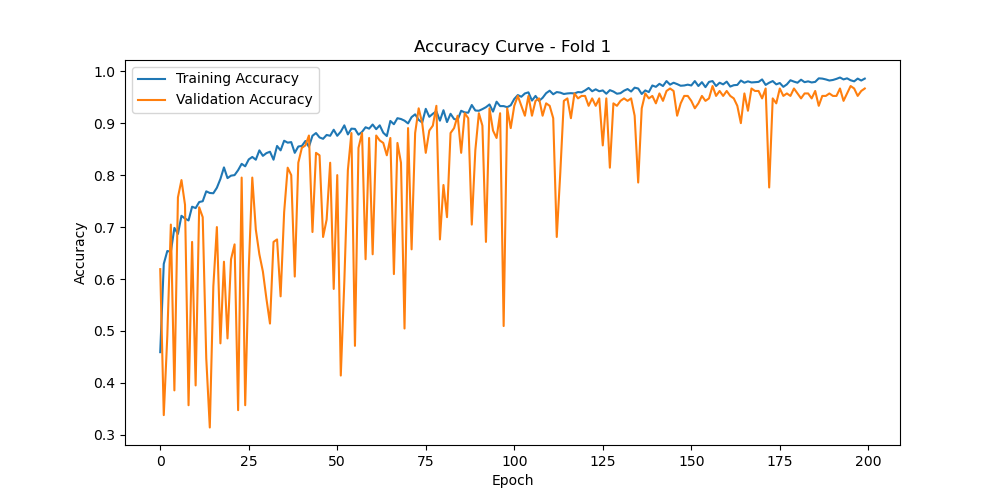 Accuracy Curve - Fold 1
Training Accuracy
Validation Accuracy
Accuracy
1.0
0.9
0.8
0.7
0.6
0.5
0.4
0.3
0 25 50 75 100 125 150 175 200
Epoch